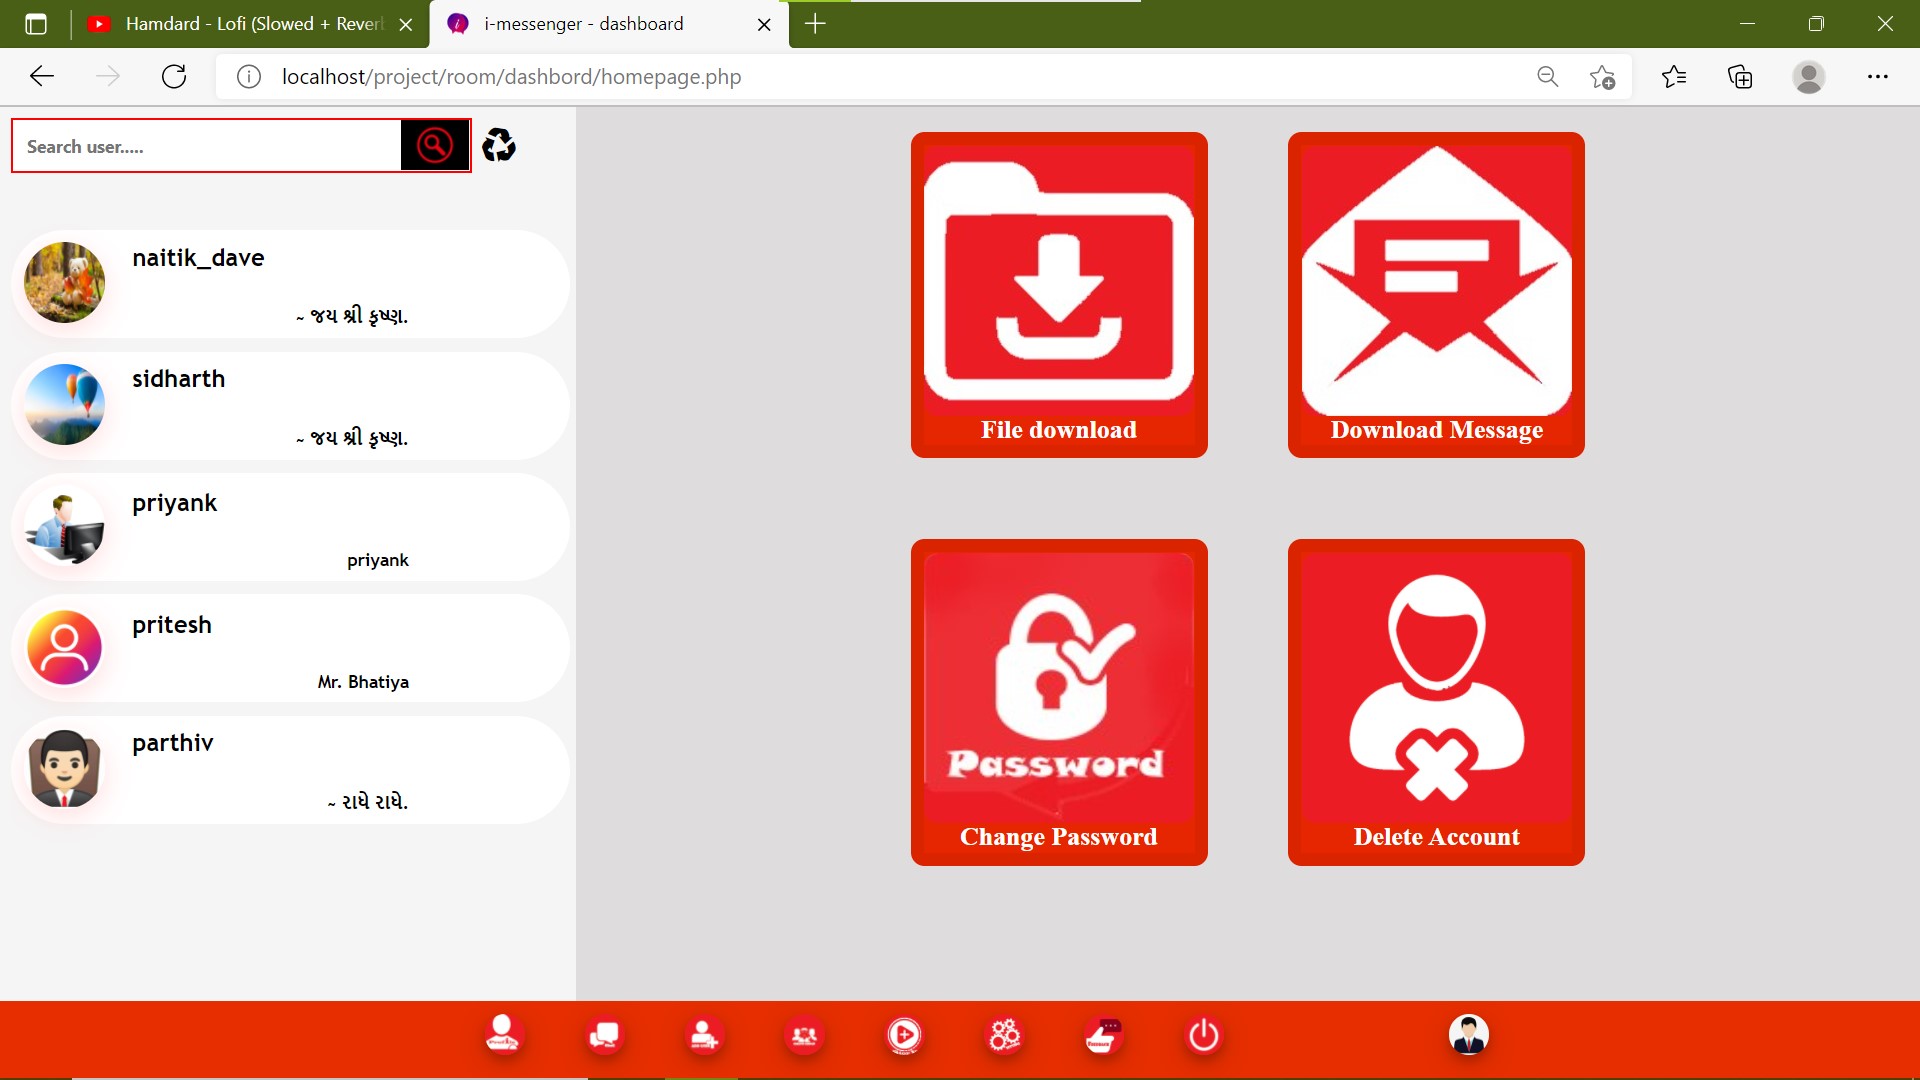 Hamdard - Lofi (Slowed + Rever
i-messenger - dashboard
localhost/project/room/dashbord/homepage.php
Search user.....
naitik_dave
~ જય શ્રી કૃષ્ણ.
sidharth
~ જય શ્રી કૃષ્ણ.
priyank
priyank
pritesh
Mr. Bhatiya
parthiv
~ રાધે રાધે.
File download
Download Message
Password
Change Password
Delete Account